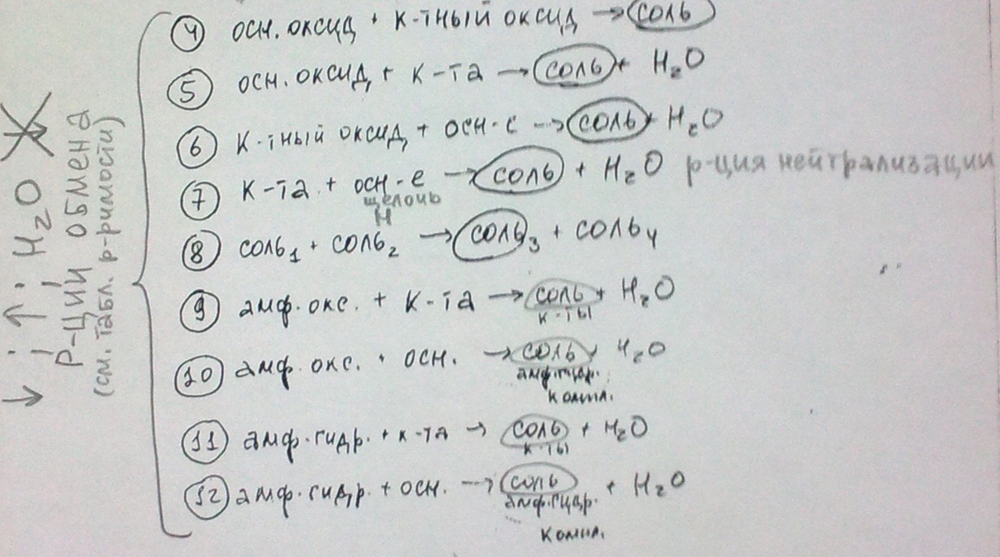 ④ осн. оксид + к-тный оксид → соль
⑤ осн. оксид + к-та → соль + H₂O
⑥ к-тный оксид + осн-е → соль + H₂O
⑦ к-та + осн-е → соль + H₂O р-ция нейтрализации
щелочь
Н
⑧ соль₁ + соль₂ → соль₃ + соль₄
⑨ амф. окс. + к-та → соль + H₂O
к-ты
⑩ амф. окс. + осн. → соль + H₂O
амф. гидр.
компл.
⑪ амф. гидр. + к-та → соль + H₂O
к-ты
⑫ амф. гидр. + осн. → соль + H₂O
амф. гидр.
компл.
↓ ; ↑ ; H₂O
Р-ции обмена
(см. табл. р-римости)